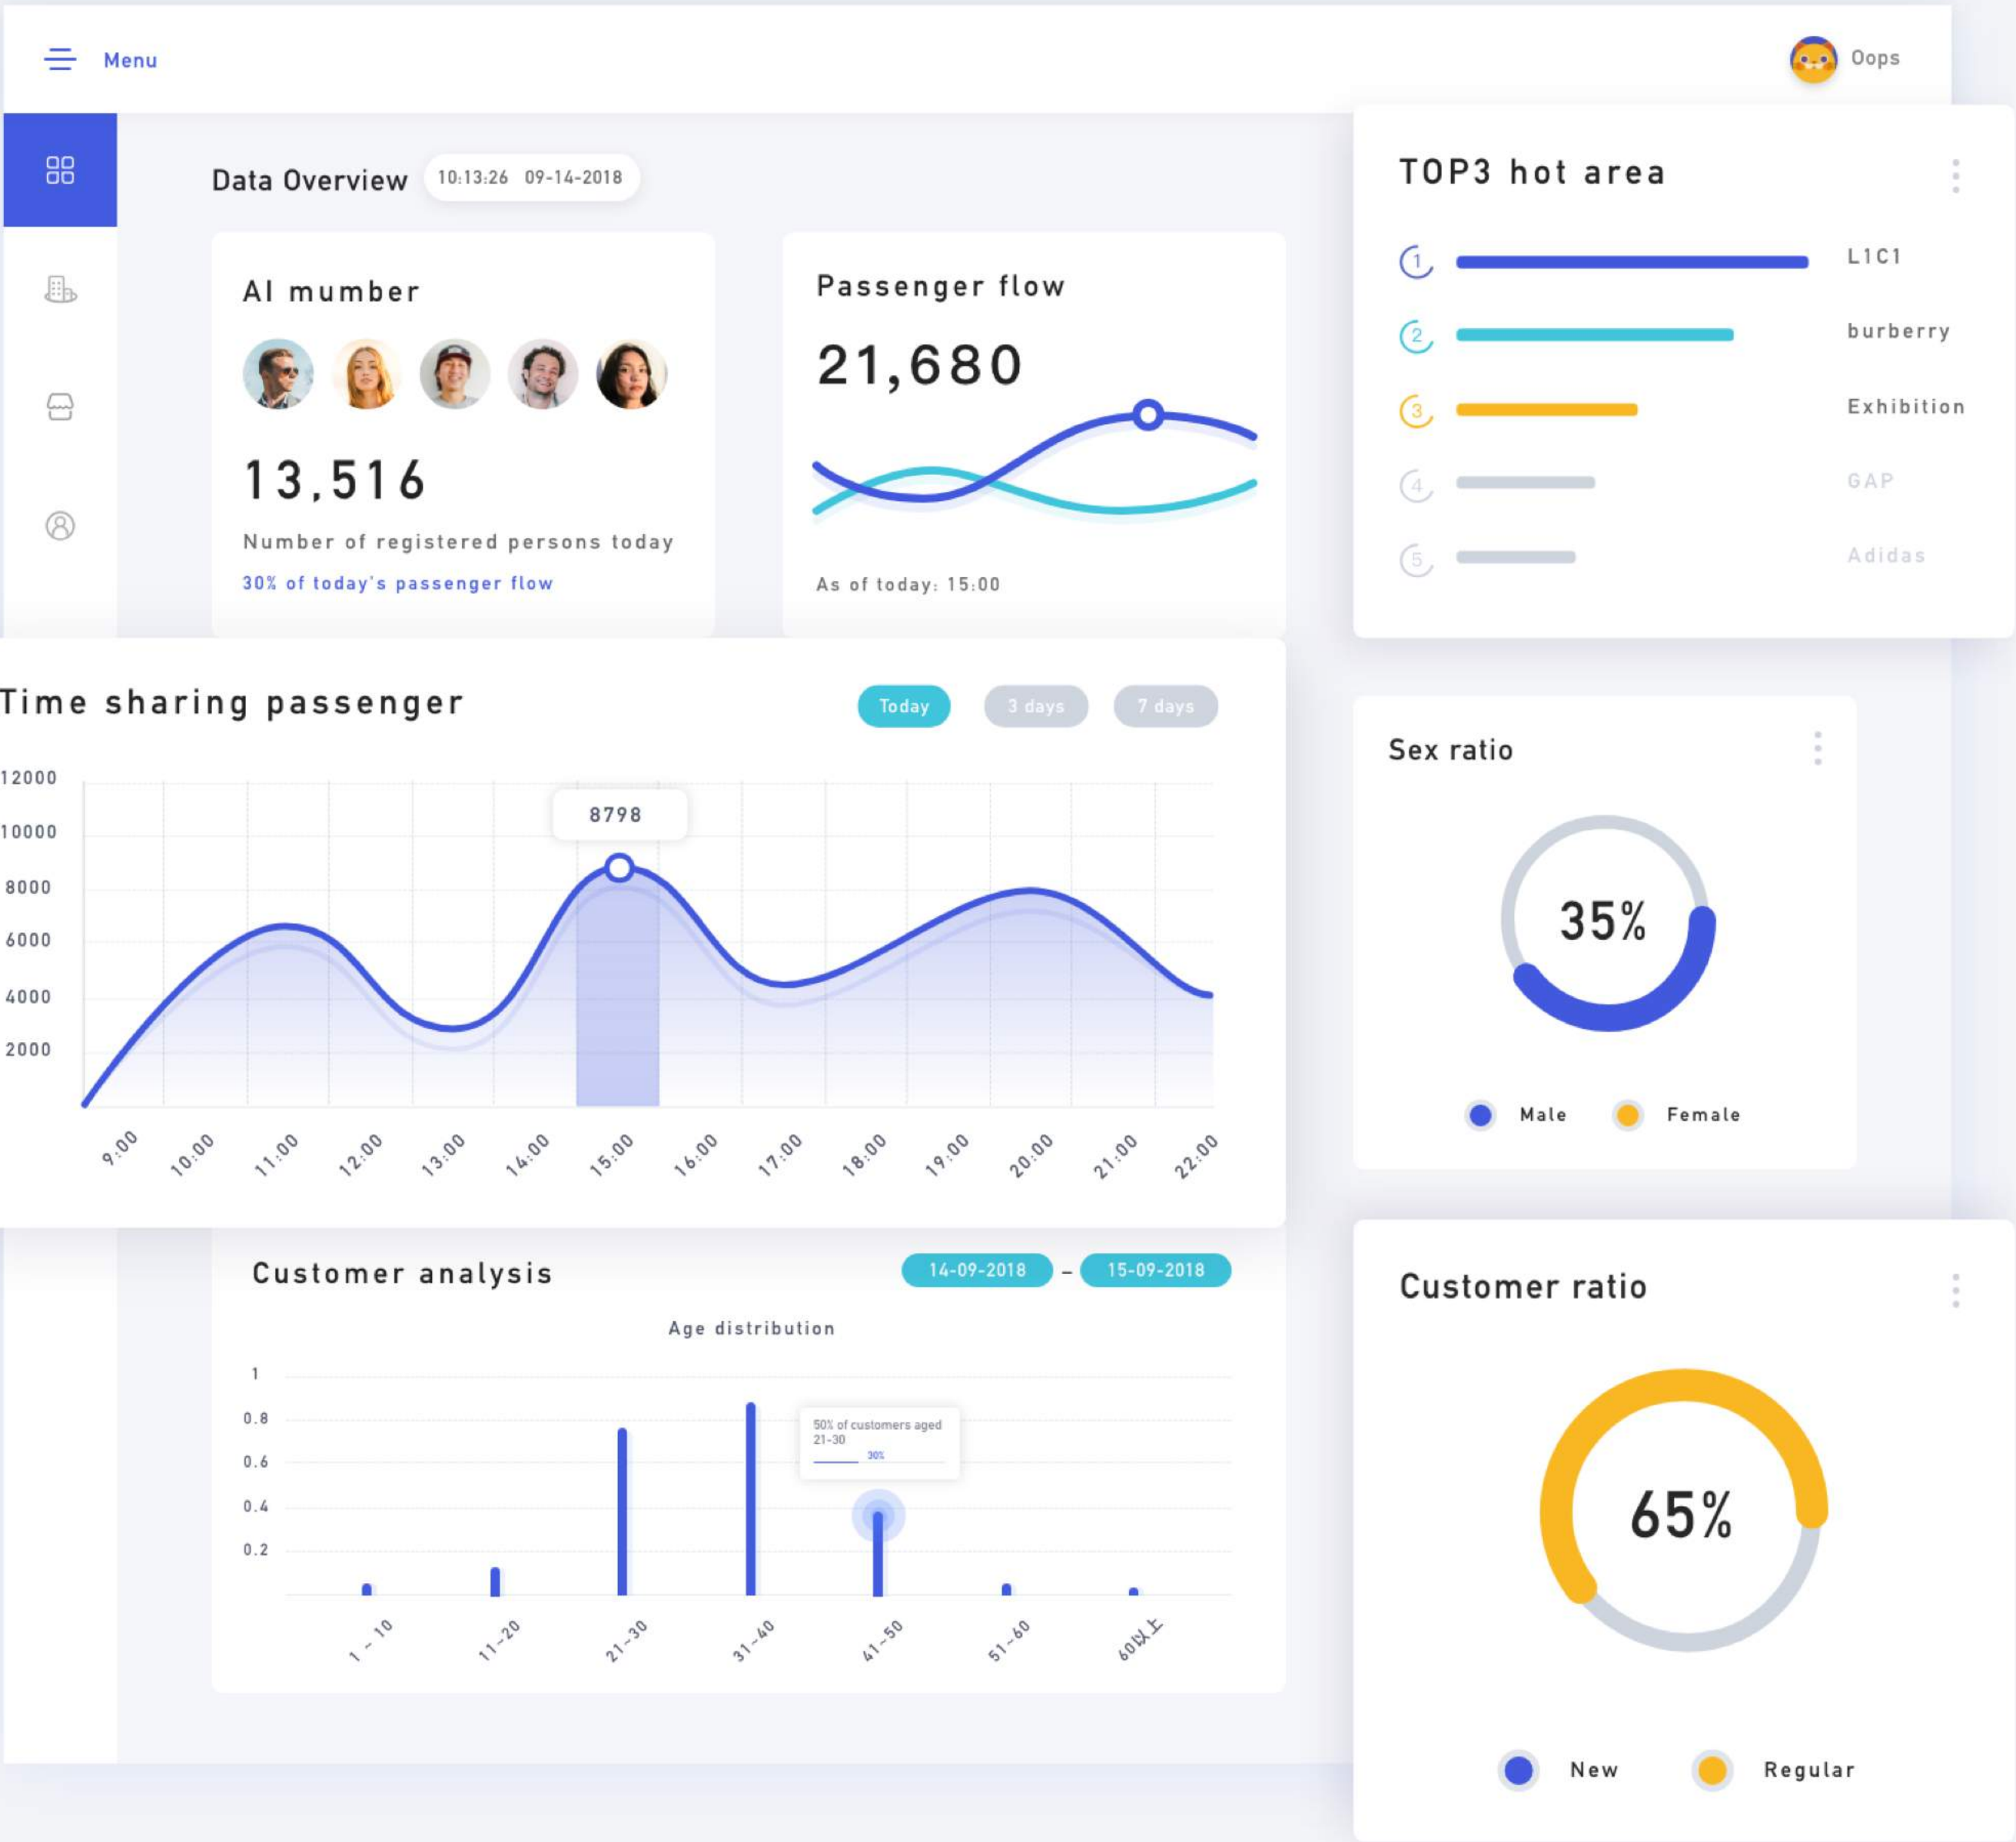 Menu
Oops
Data Overview
10:13:26 09-14-2018
AI mumber
13,516
Number of registered persons today
30% of today's passenger flow
Passenger flow
21,680
As of today: 15:00
TOP3 hot area
1 L1C1
2 burberry
3 Exhibition
4 GAP
5 Adidas
Time sharing passenger
Today 3 days 7 days
12000
10000
8000
6000
4000
2000
8798
9:00 10:00 11:00 12:00 13:00 14:00 15:00 16:00 17:00 18:00 19:00 20:00 21:00 22:00
Sex ratio
35%
Male Female
Customer analysis
14-09-2018 – 15-09-2018
Age distribution
1
0.8
0.6
0.4
0.2
50% of customers aged
21-30
30%
1 ~ 10 11~20 21~30 31~40 41~50 51~60 60以上
Customer ratio
65%
New Regular